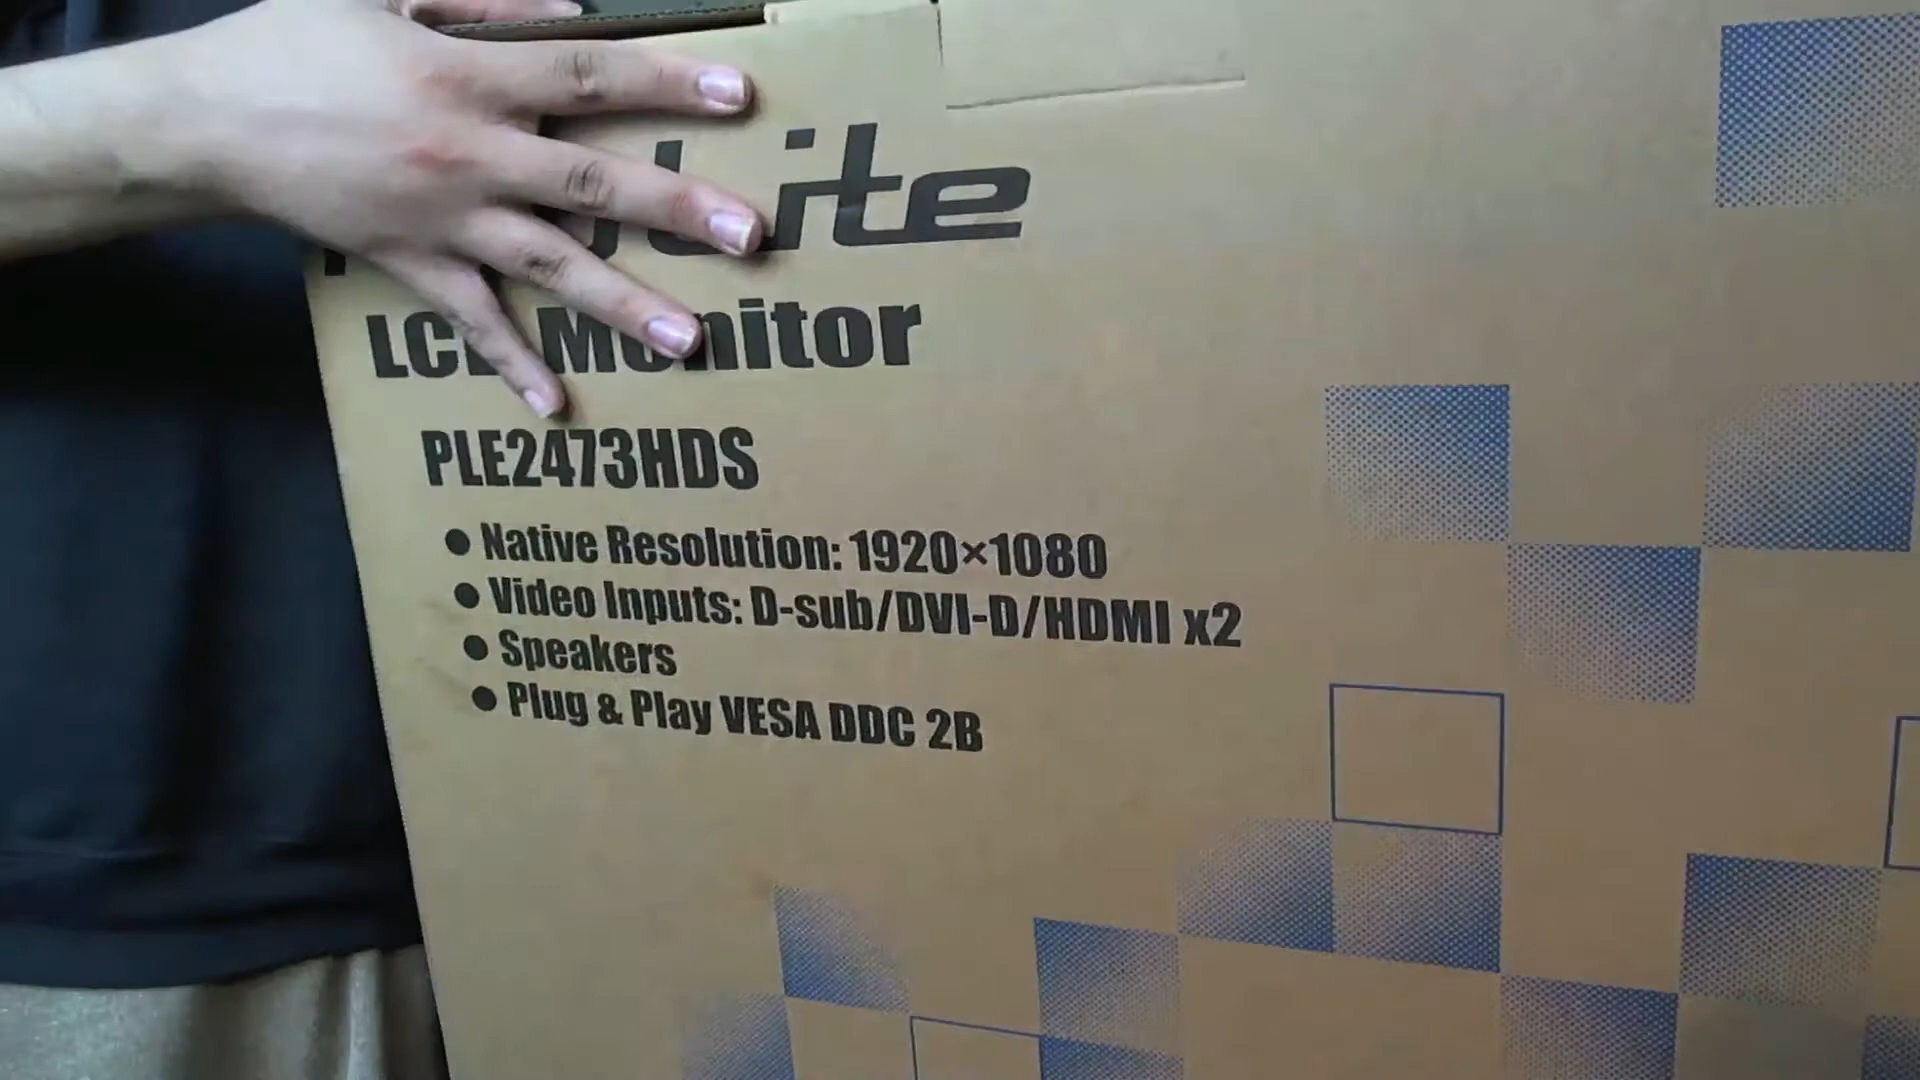 Lite
LCD Monitor
PLE2473HDS
● Native Resolution: 1920×1080
● Video Inputs: D-sub/DVI-D/HDMI x2
● Speakers
● Plug & Play VESA DDC 2B